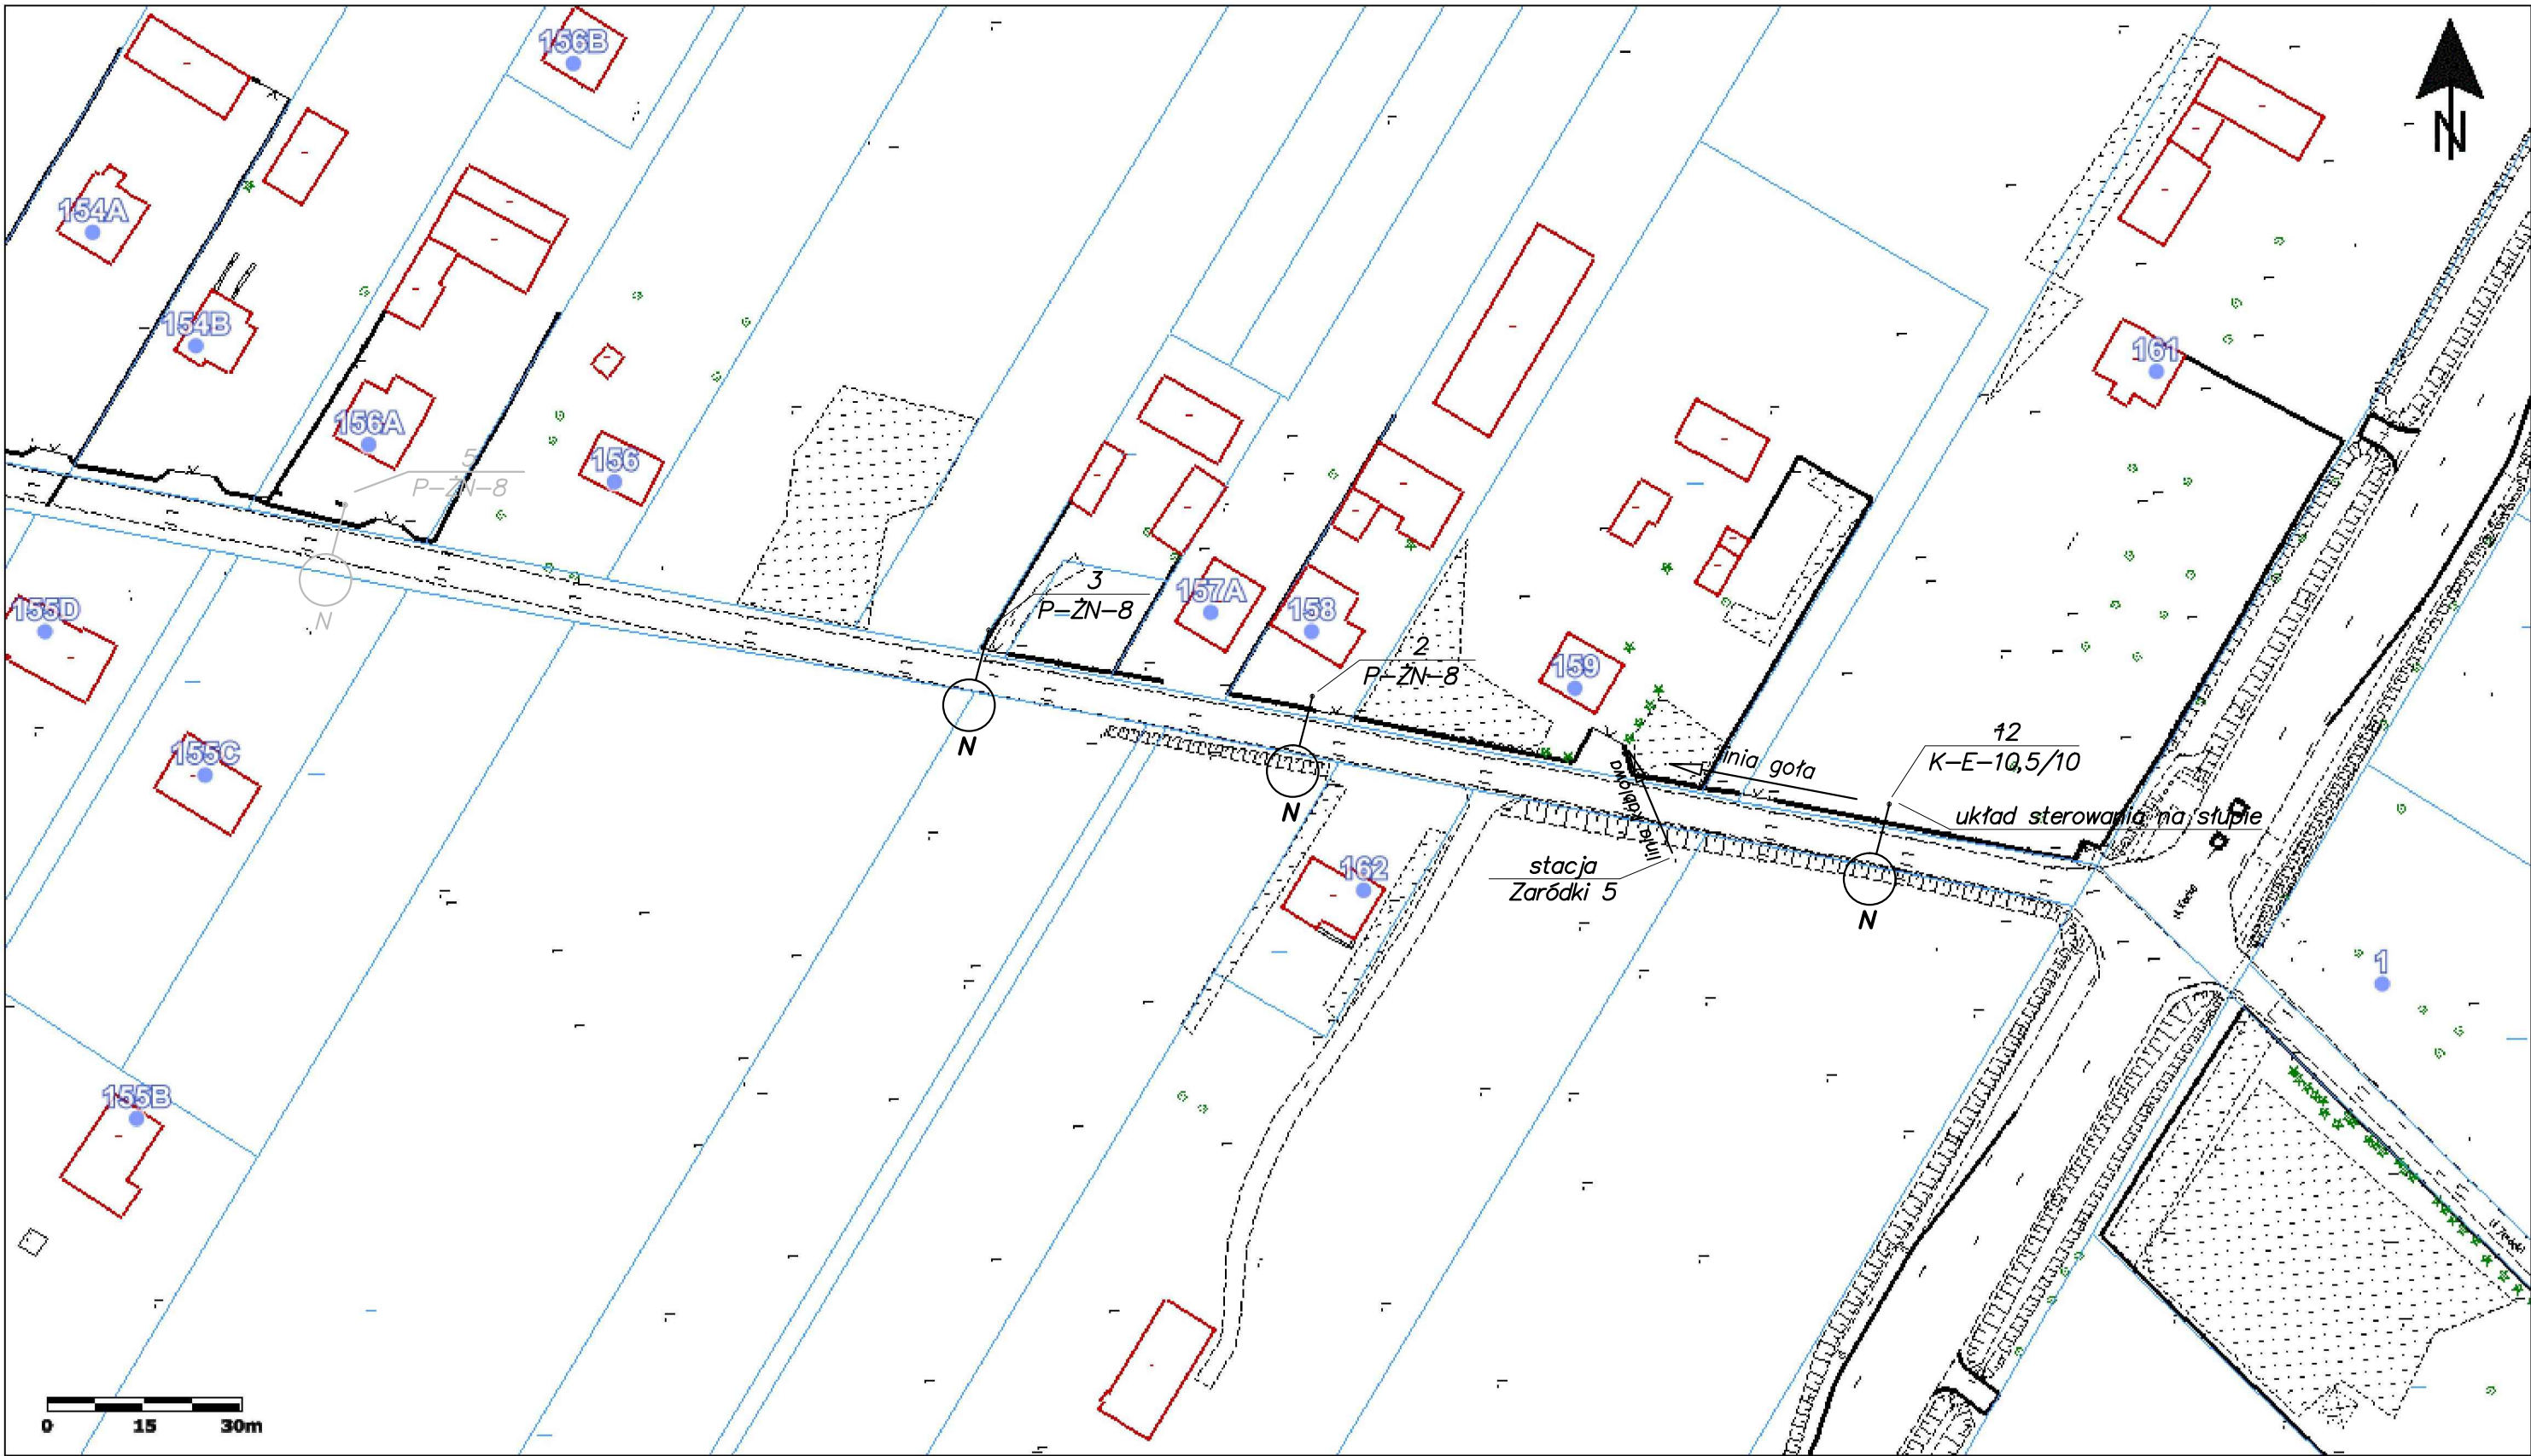 156B
N
154A
154B
161
156A
5
P-ŻN-8
156
N
155D
3
P-ŻN-8
157A
158
2
P-ŻN-8
159
N
N
155C
linia goła
linia kablowa
12
K-E-10,5/10
układ sterowania na słupie
stacja
Zaródki 5
N
162
1
155B
0 15 30m